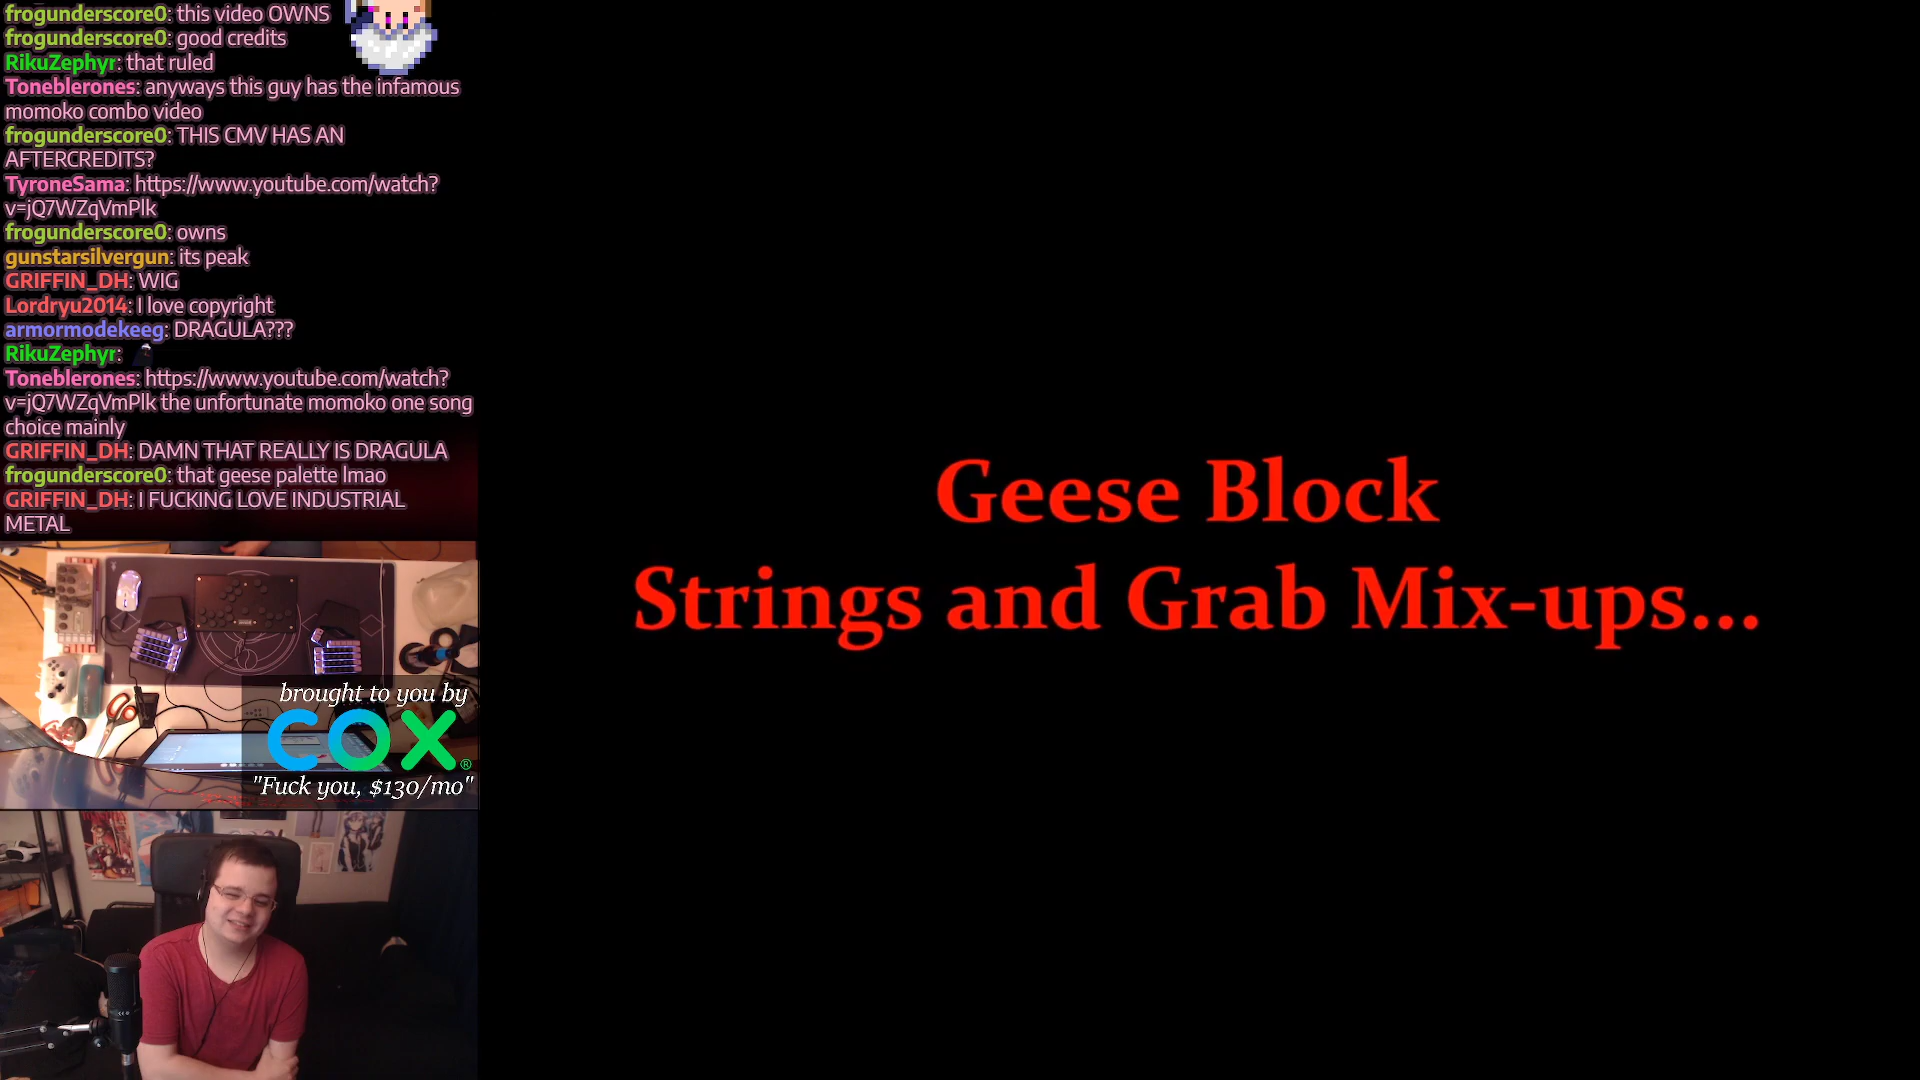 frogunderscore0: this video OWNS
frogunderscore0: good credits
RikuZephyr: that ruled
Toneblerones: anyways this guy has the infamous
momoko combo video
frogunderscore0: THIS CMV HAS AN
AFTERCREDITS?
TyroneSama: https://www.youtube.com/watch?
v=jQ7WZqVmPlk
frogunderscore0: owns
gunstarsilvergun: its peak
GRIFFIN_DH: WIG
Lordryu2014: I love copyright
armormodekeeg: DRAGULA???
RikuZephyr:
Toneblerones: https://www.youtube.com/watch?
v=jQ7WZqVmPlk the unfortunate momoko one song
choice mainly
GRIFFIN_DH: DAMN THAT REALLY IS DRAGULA
frogunderscore0: that geese palette lmao
GRIFFIN_DH: I FUCKING LOVE INDUSTRIAL
METAL
brought to you by
COX®
"Fuck you, $130/mo"
Geese Block
Strings and Grab Mix-ups...